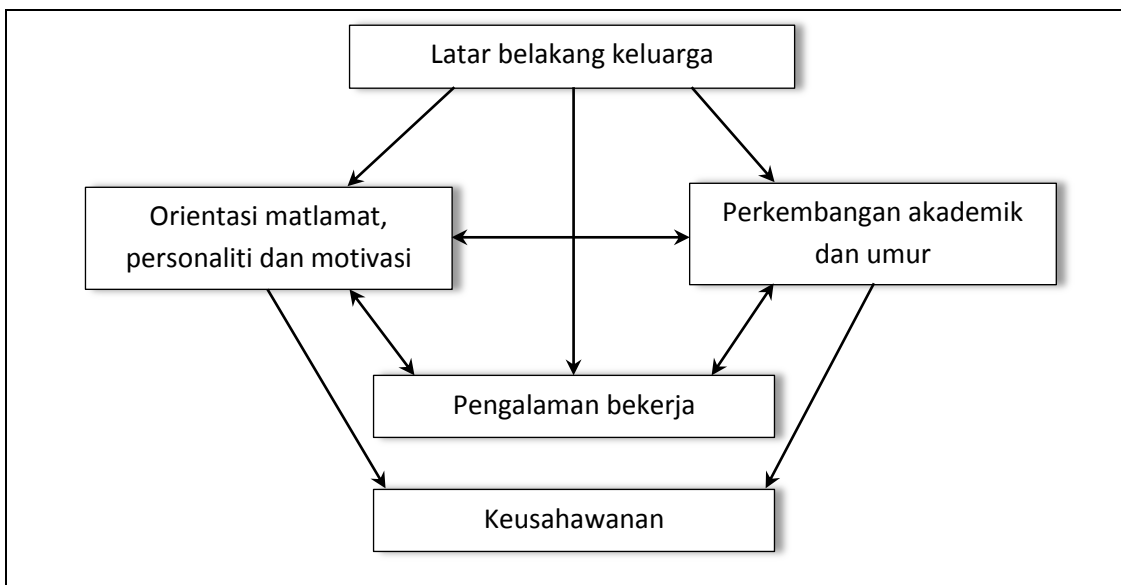 Latar belakang keluarga
Orientasi matlamat,
personaliti dan motivasi
Perkembangan akademik
dan umur
Pengalaman bekerja
Keusahawanan